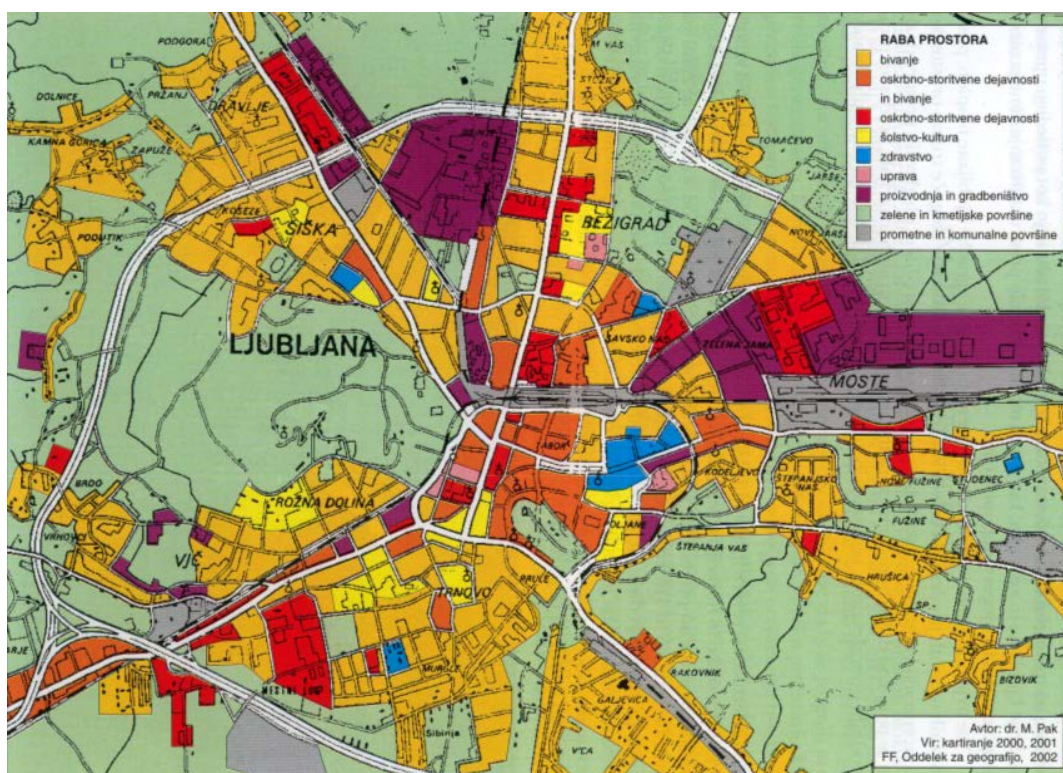 RABA PROSTORA
bivanje
oskrbno-storitvene dejavnosti
in bivanje
oskrbno-storitvene dejavnosti
šolstvo-kultura
zdravstvo
uprava
proizvodnja in gradbeništvo
zelene in kmetijske površine
prometne in komunalne površine
PODGORA
DOLNICE
PRŽANJ
DRAVLJE
STOŽICE
KAMNA GORICA
ZAPUŽE
TOMAČEVO
JARŠE
KOSEZE
ŠIŠKA
BEŽIGRAD
PODUTIK
NOVE JARŠE
LJUBLJANA
SAVSKO NAS.
ZELENA JAMA
MOSTE
TABOR
KODELJEVO
ŠTEPANJSKO
NAS.
NOVE FUŽINE
ŠTUDENEC
BRDO
ROŽNA DOLINA
FUŽINE
VRHOVCI
VIČ
POLJANE
ŠTEPANJA VAS
HRUŠICA
PRULE
TRNOVO
MURGLE
RAKOVNIK
BIZOVIK
MESTNI LOG
Sibirija
GALJEVICA
Avtor: dr. M. Pak
Vir: kartiranje 2000, 2001
FF, Oddelek za geografijo, 2002